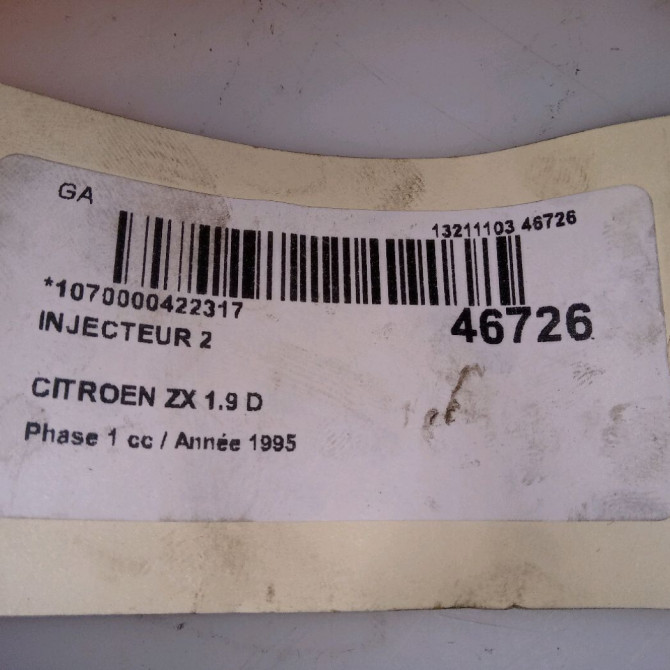 GA
13211103 46726
*1070000422317
46726
INJECTEUR 2
CITROEN ZX 1.9 D
Phase 1 cc / Année 1995